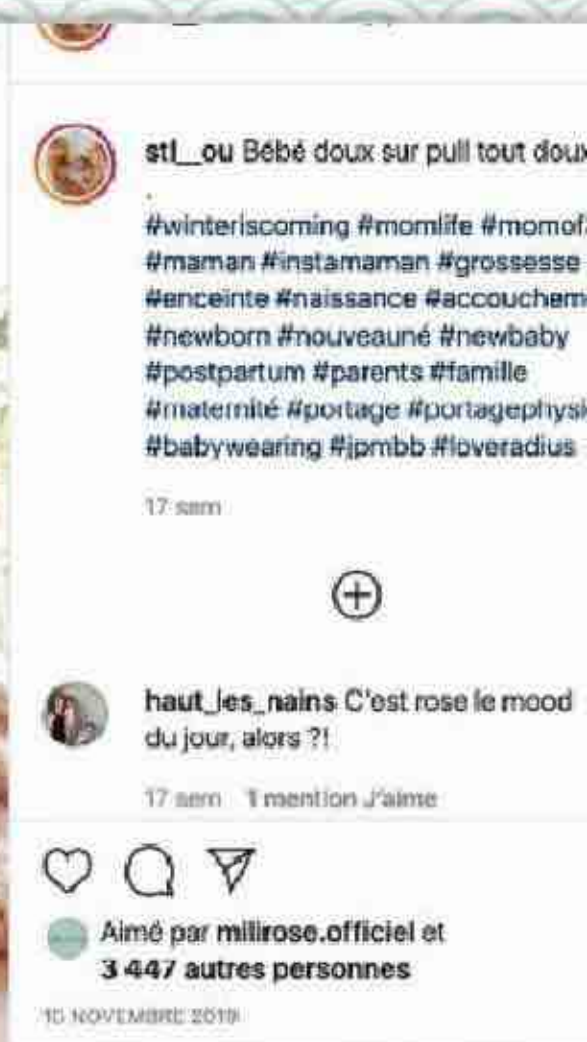 stl__ou Bébé doux sur pull tout doux
.
#winteriscoming #momlife
#maman #instamaman #grossesse
#enceinte #naissance
#newborn #nouveauné #newbaby
#postpartum #parents #famille
#maternité #portage
#babywearing #jpmbb #loveradius
17 sem
haut_les_nains C'est rose le mood
du jour, alors ?!
17 sem 1 mention J'aime
Aimé par milirose.officiel et
3 447 autres personnes
NOVEMBRE 2019